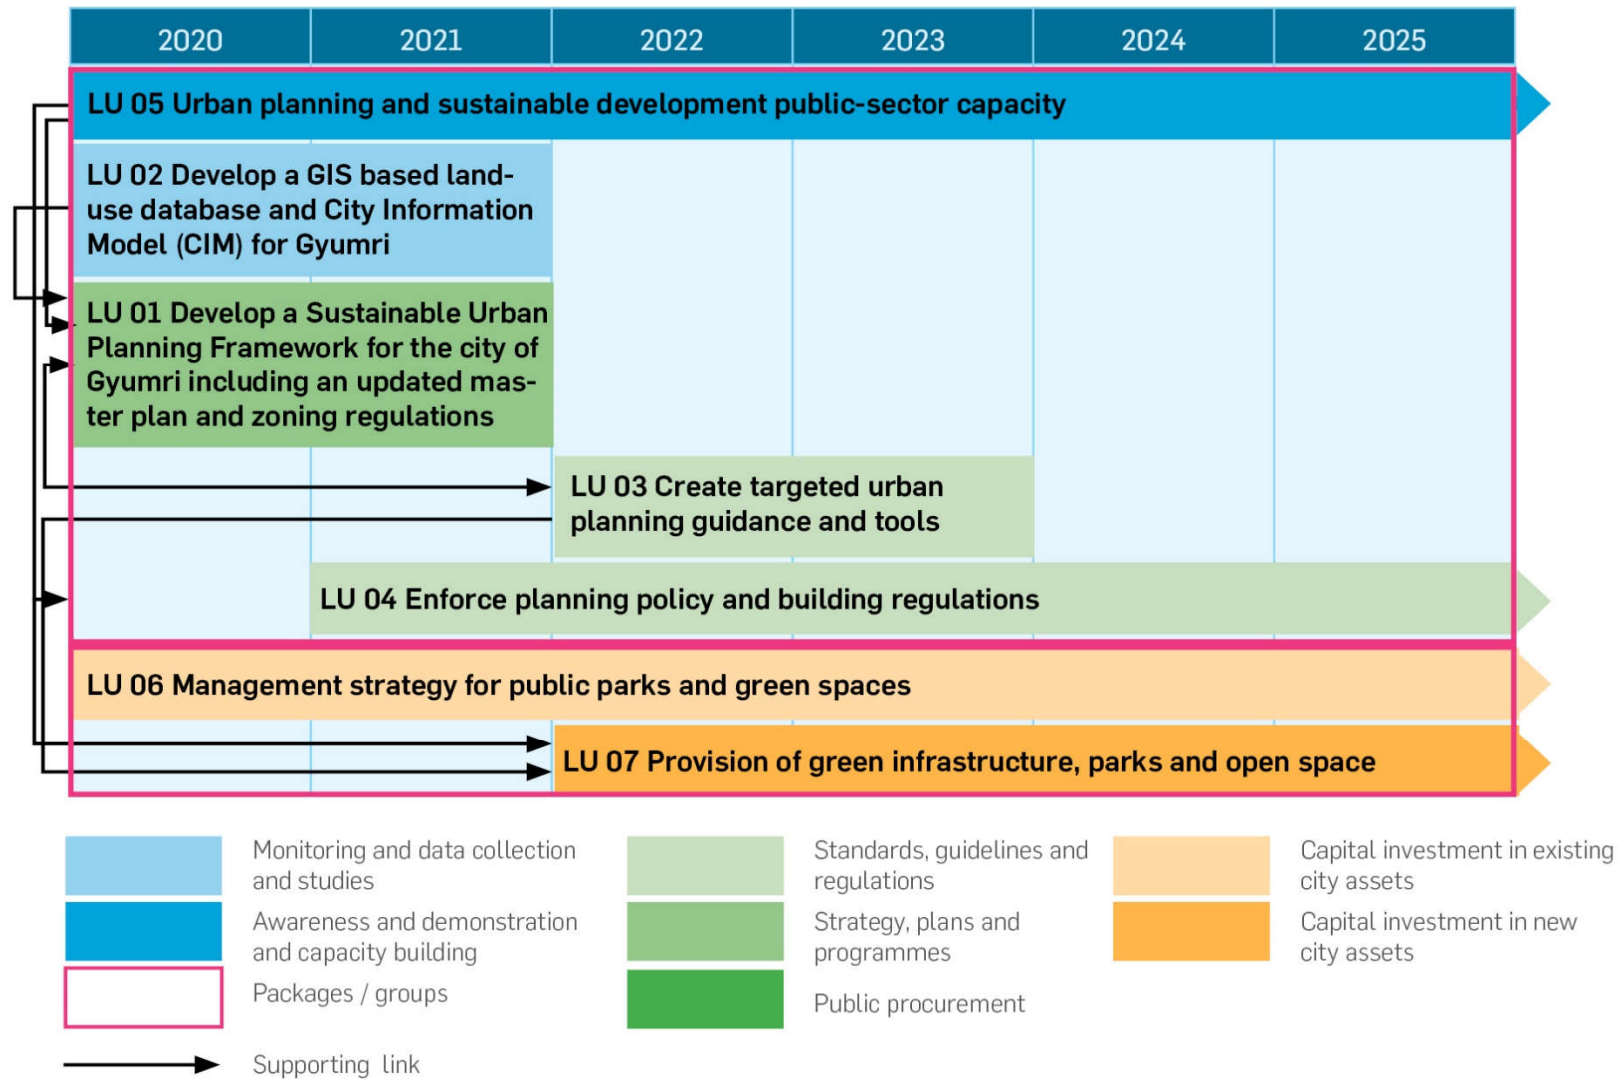 2020 2021 2022 2023 2024 2025
LU 05 Urban planning and sustainable development public-sector capacity
LU 02 Develop a GIS based land-
use database and City Information
Model (CIM) for Gyumri
LU 01 Develop a Sustainable Urban
Planning Framework for the city of
Gyumri including an updated mas-
ter plan and zoning regulations
LU 03 Create targeted urban
planning guidance and tools
LU 04 Enforce planning policy and building regulations
LU 06 Management strategy for public parks and green spaces
LU 07 Provision of green infrastructure, parks and open space
Monitoring and data collection
and studies
Awareness and demonstration
and capacity building
Packages / groups
Supporting link
Standards, guidelines and
regulations
Strategy, plans and
programmes
Public procurement
Capital investment in existing
city assets
Capital investment in new
city assets